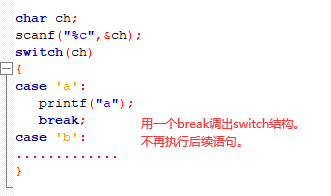 char ch;
scanf("%c",&ch);
switch(ch)
{
case 'a':
printf("a");
break;
用一个break调出switch结构。
不再执行后续语句。
case 'b':
.............
}